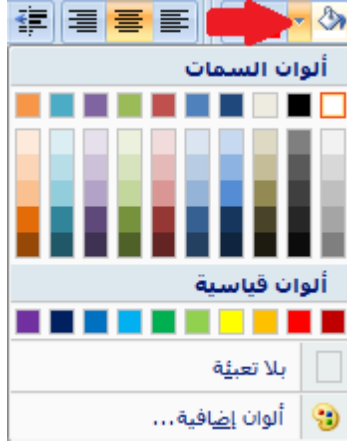 ألوان السمات
ألوان قياسية
بلا تعبئة
ألوان إضافية...